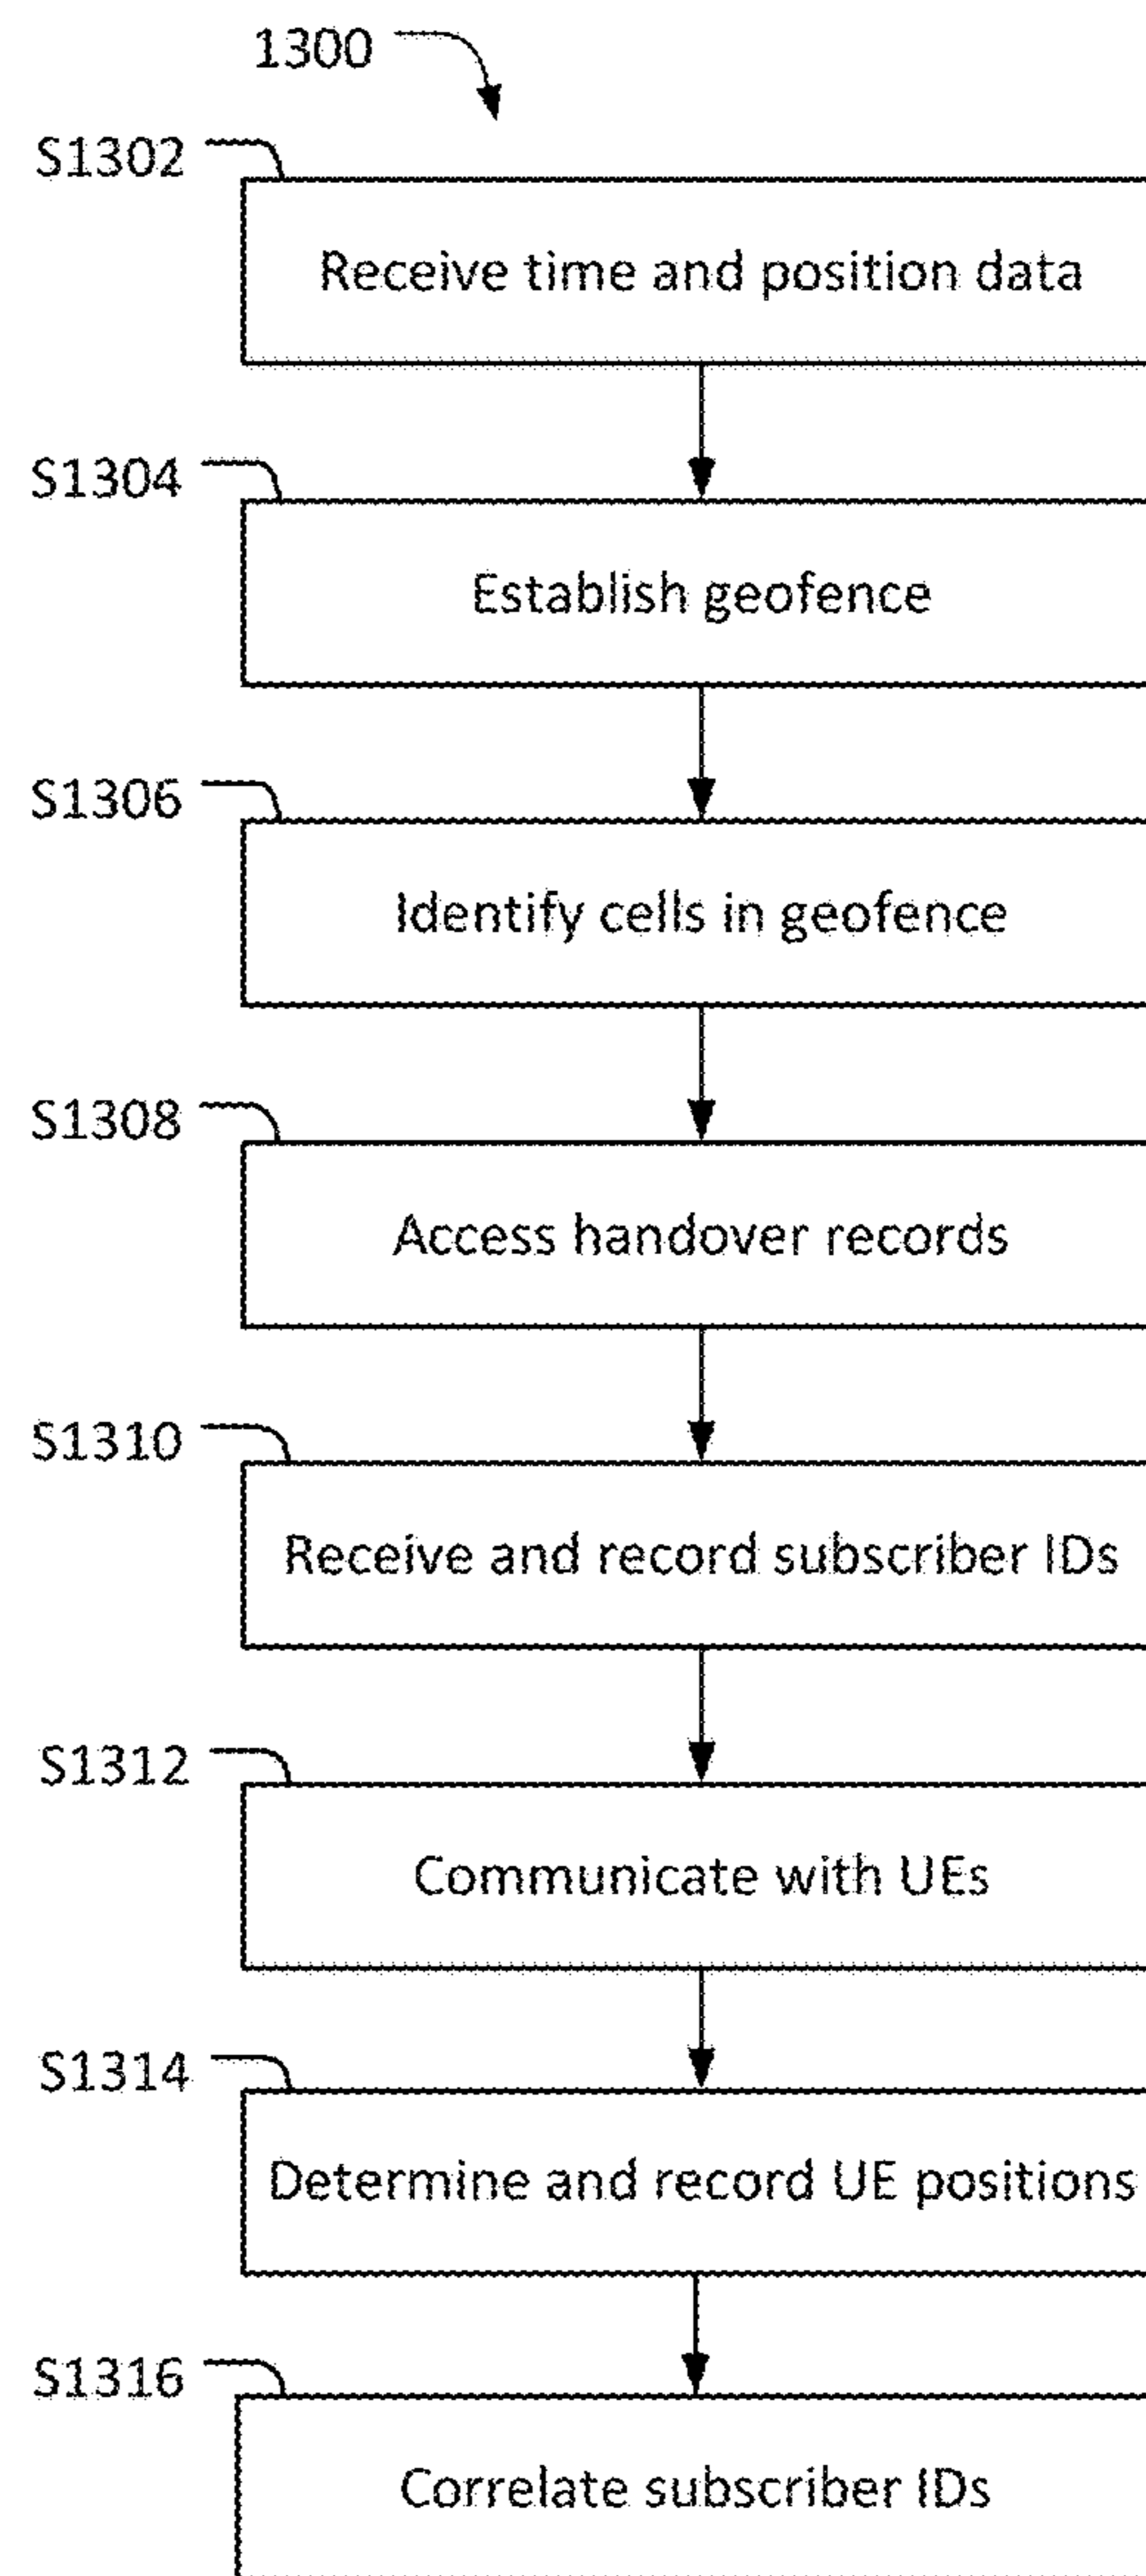 1300
S1302
Receive time and position data
S1304
Establish geofence
S1306
Identify cells in geofence
S1308
Access handover records
S1310
Receive and record subscriber IDs
S1312
Communicate with UEs
S1314
Determine and record UE positions
S1316
Correlate subscriber IDs